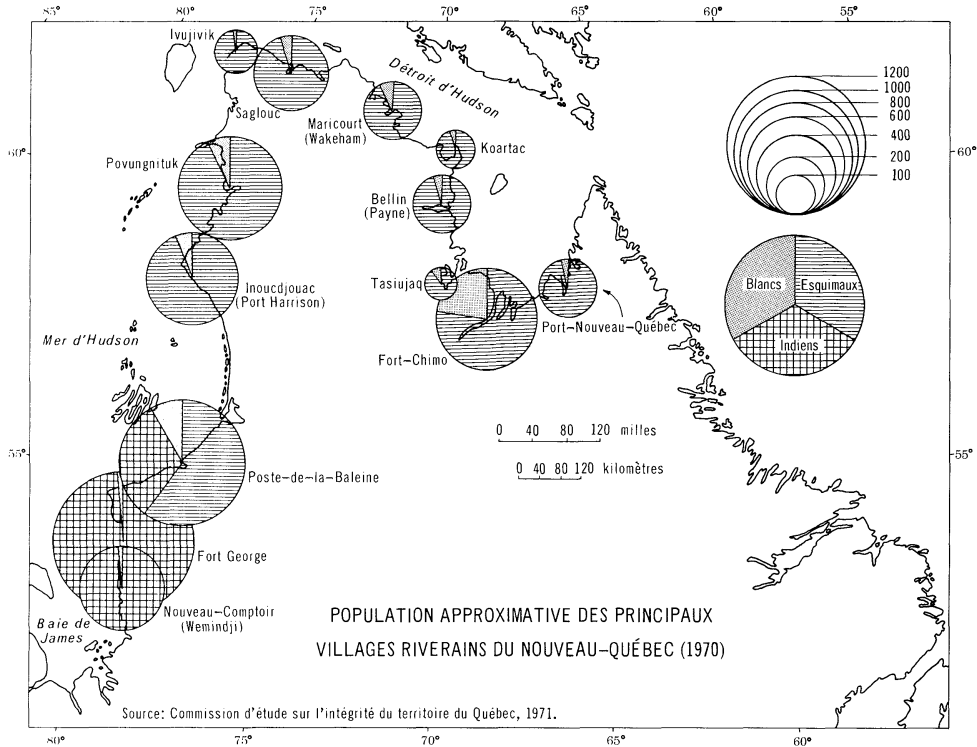 85° 80° 75° 70° 65° 60° 55°
Ivujivik
Saglouc
Détroit d'Hudson
Maricourt
(Wakeham)
Koartac
60°
Povungnituk
Bellin
(Payne)
1200
1000
800
600
400
200
100
60°
Inoucdjouac
(Port Harrison)
Tasiujaq
Port-Nouveau-Québec
Fort-Chimo
Mer d'Hudson
Blancs
Esquimaux
Indiens
0 40 80 120 milles
0 40 80 120 kilomètres
55°
Poste-de-la-Baleine
55°
Fort George
Nouveau-Comptoir
(Wemindji)
Baie de
James
POPULATION APPROXIMATIVE DES PRINCIPAUX
VILLAGES RIVERAINS DU NOUVEAU-QUÉBEC (1970)
Source: Commission d'étude sur l'intégrité du territoire du Québec, 1971.
80° 75° 70° 65° 60°